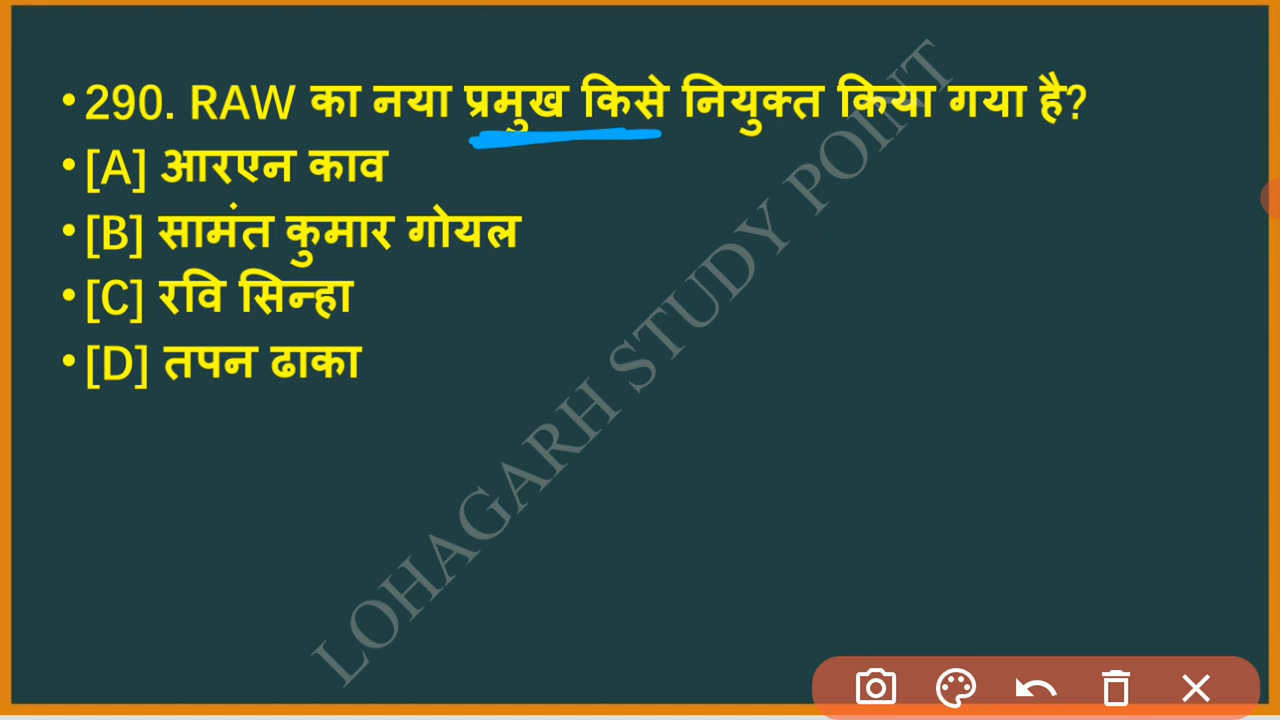 • 290. RAW का नया प्रमुख किसे नियुक्त किया गया है?
• [A] आरएन काव
• [B] सामंत कुमार गोयल
• [C] रवि सिन्हा
• [D] तपन ढाका
LOHAGARH STUDY POINT